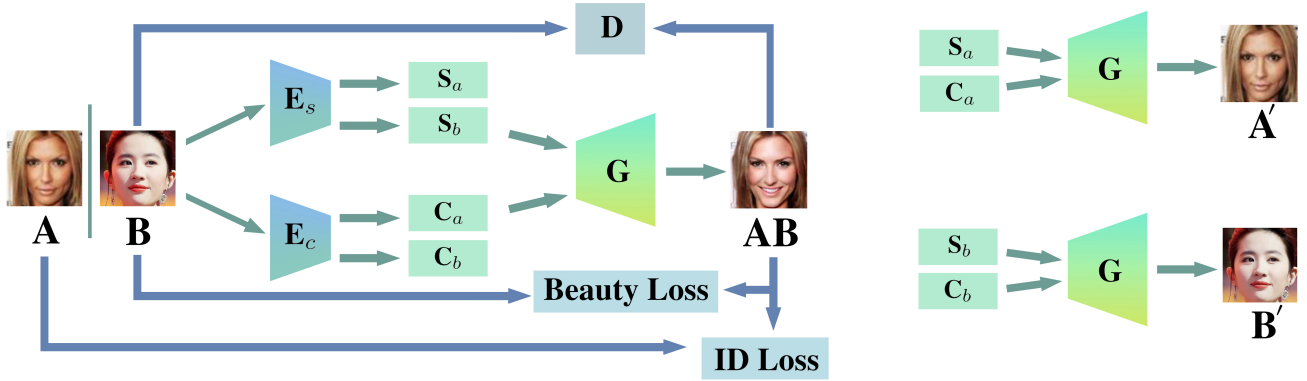 D
E_s
S_a
S_b
A
B
E_c
C_a
C_b
G
AB
Beauty Loss
ID Loss
S_a
C_a
G
A′
S_b
C_b
G
B′